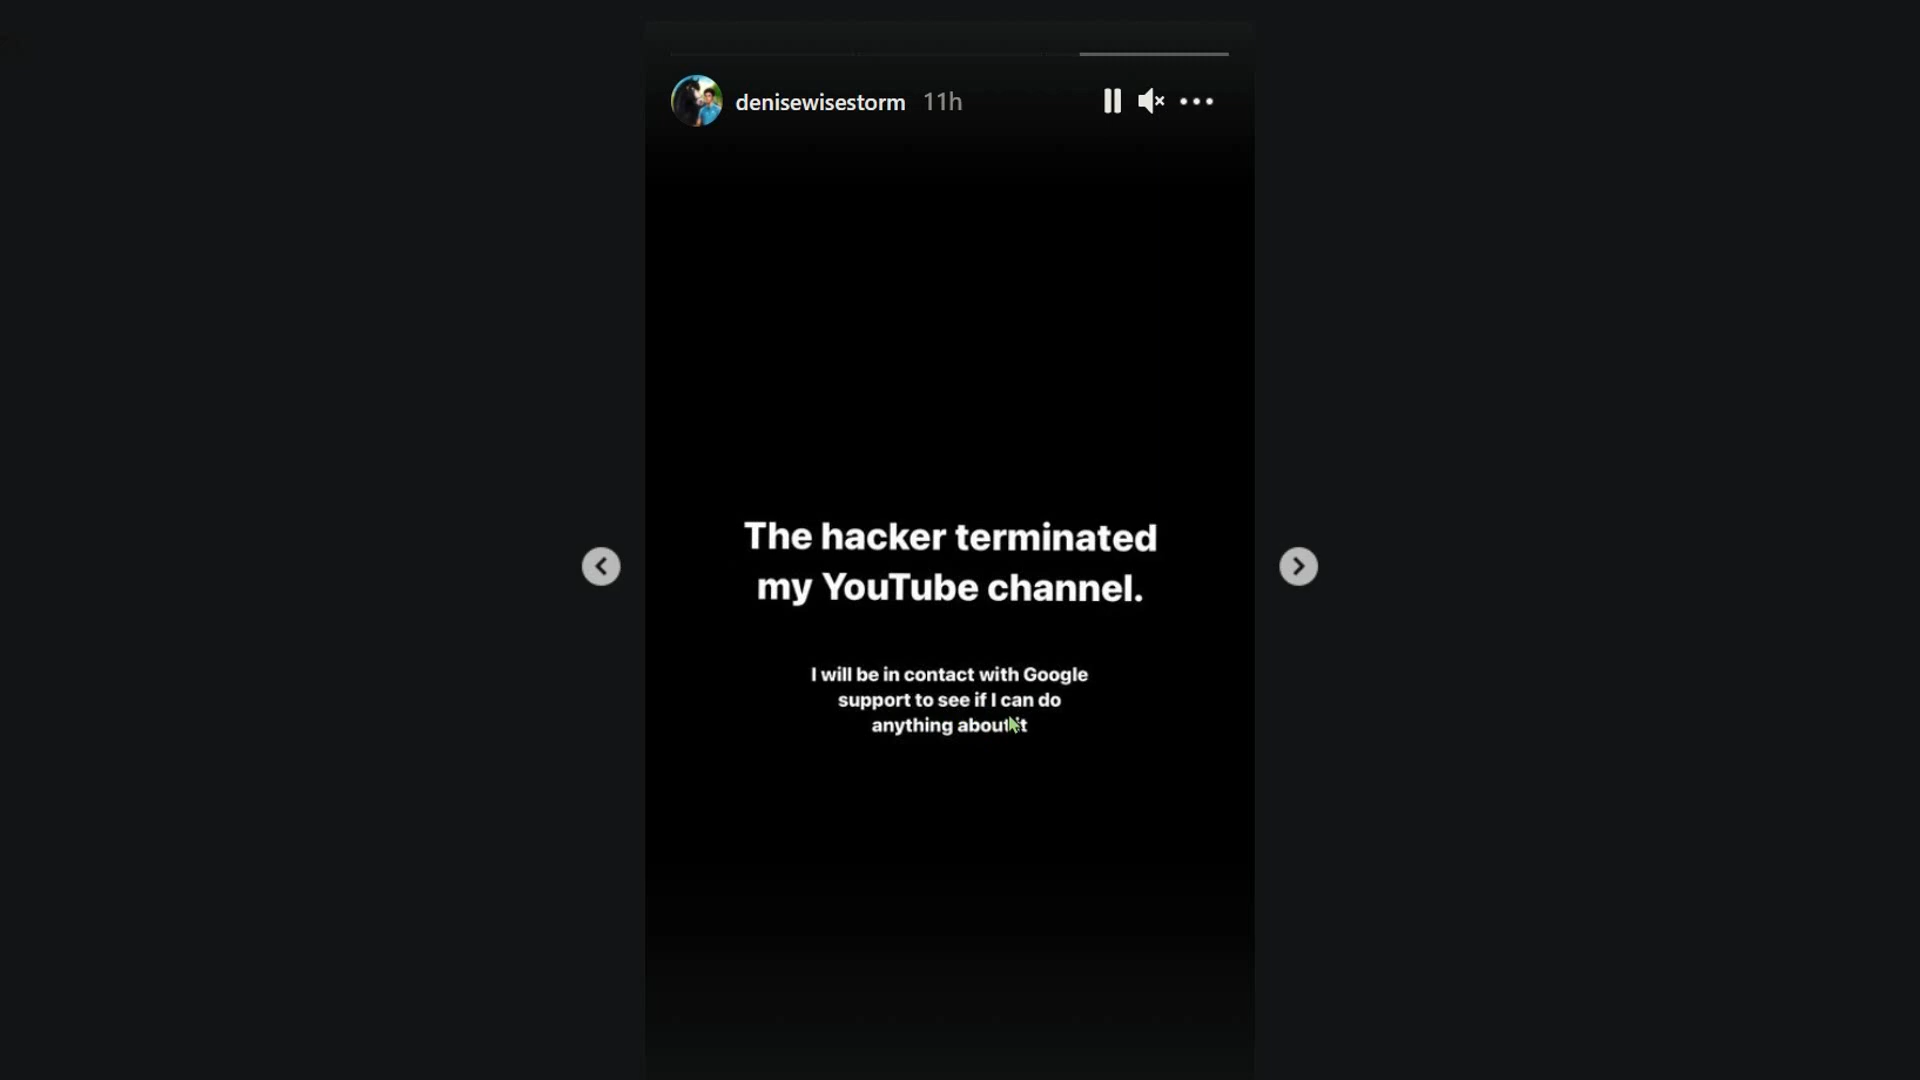 denisewisestorm 11h
The hacker terminated
my YouTube channel.
I will be in contact with Google
support to see if I can do
anything about it